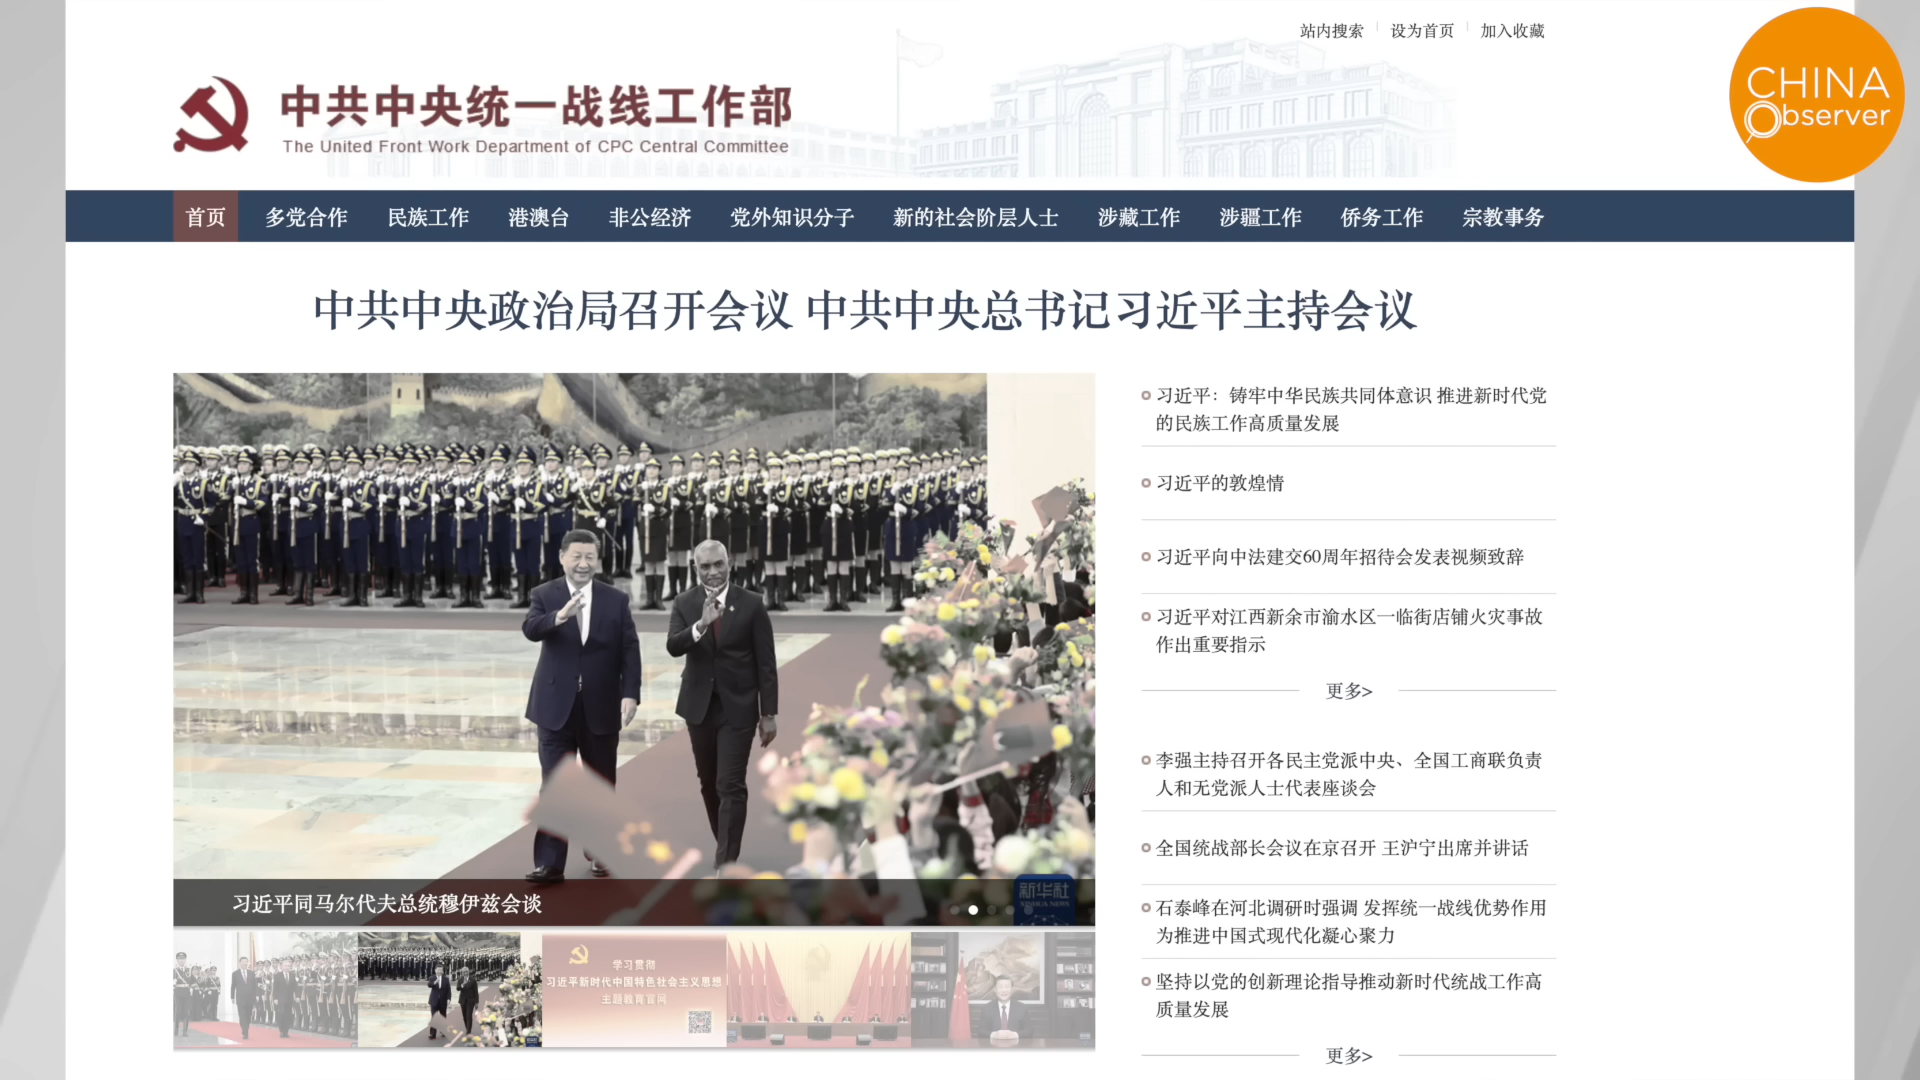 站内搜索 设为首页 加入收藏
CHINA
Observer
中共中央统一战线工作部
The United Front Work Department of CPC Central Committee
首页 多党合作 民族工作 港澳台 非公经济 党外知识分子 新的社会阶层人士 涉藏工作 涉疆工作 侨务工作 宗教事务
中共中央政治局召开会议 中共中央总书记习近平主持会议
习近平：铸牢中华民族共同体意识 推进新时代党
的民族工作高质量发展
习近平的敦煌情
习近平向中法建交60周年招待会发表视频致辞
习近平对江西新余市渝水区一临街店铺火灾事故
作出重要指示
更多>
李强主持召开各民主党派中央、全国工商联负责
人和无党派人士代表座谈会
全国统战部长会议在京召开 王沪宁出席并讲话
石泰峰在河北调研时强调 发挥统一战线优势作用
为推进中国式现代化凝心聚力
坚持以党的创新理论指导推动新时代统战工作高
质量发展
更多>
习近平同马尔代夫总统穆伊兹会谈
新华社
XINHUA NEWS
学习贯彻
习近平新时代中国特色社会主义思想
主题教育官网